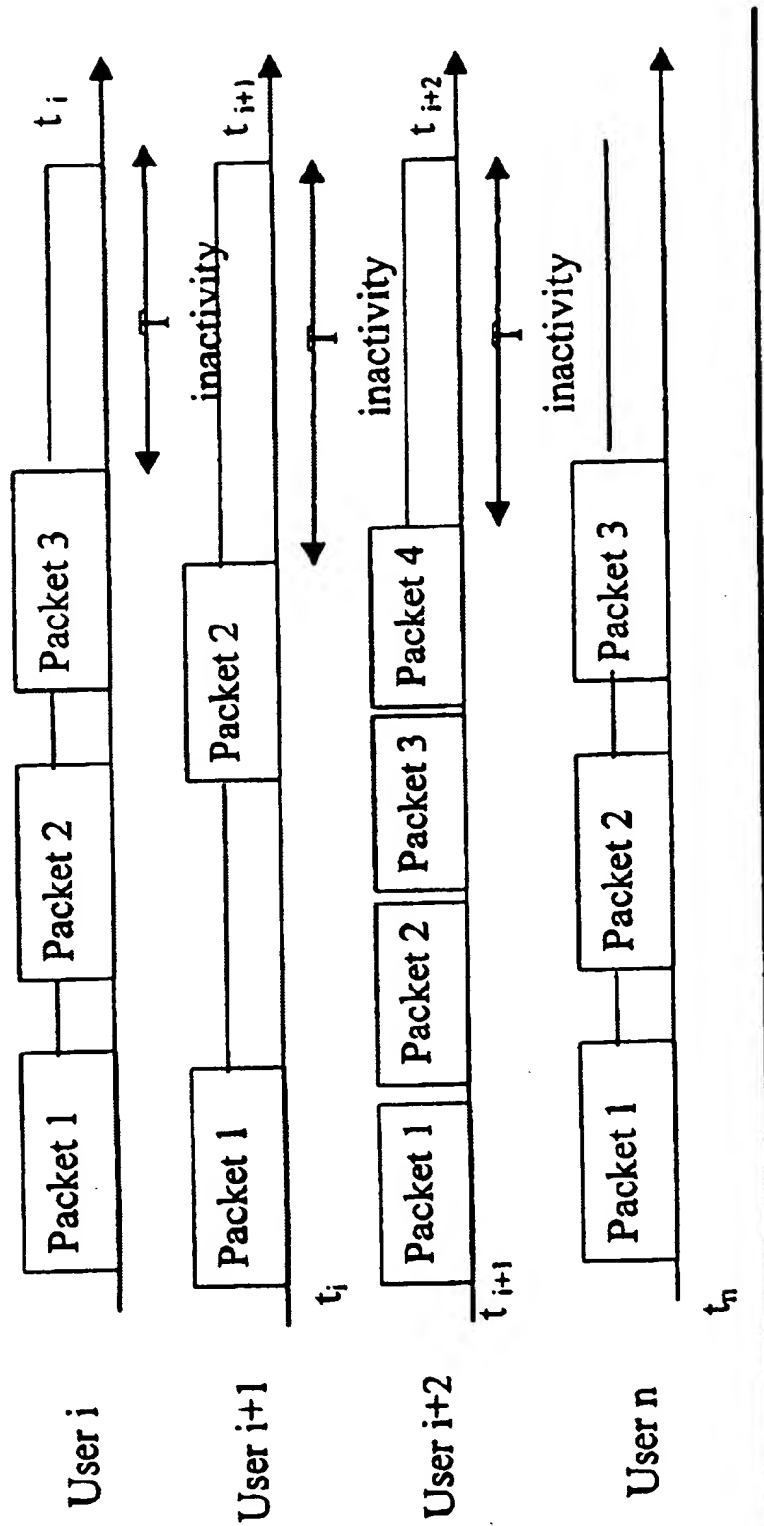 User i
Packet 1
Packet 2
Packet 3
t i
T
inactivity
User i+1
t i
Packet 1
Packet 2
t i+1
T
inactivity
User i+2
t i+1
Packet 1
Packet 2
Packet 3
Packet 4
t i+2
T
inactivity
User n
t n
Packet 1
Packet 2
Packet 3